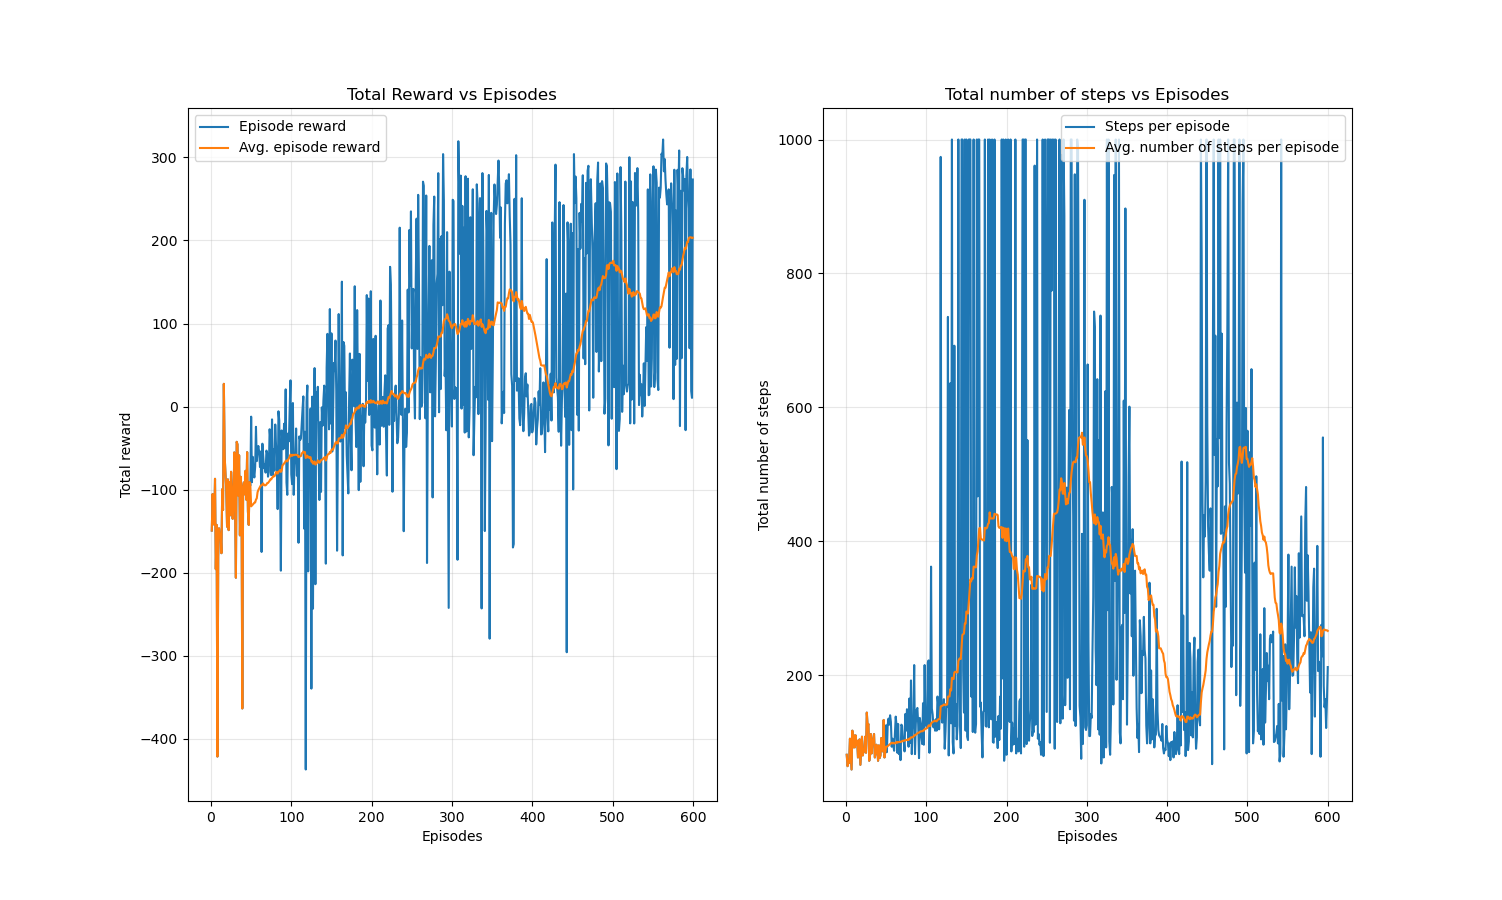 Total Reward vs Episodes
Episode reward
Avg. episode reward
300
200
100
0
−100
−200
−300
−400
Total reward
0 100 200 300 400 500 600
Episodes
Total number of steps vs Episodes
Steps per episode
Avg. number of steps per episode
1000
800
600
400
200
Total number of steps
0 100 200 300 400 500 600
Episodes